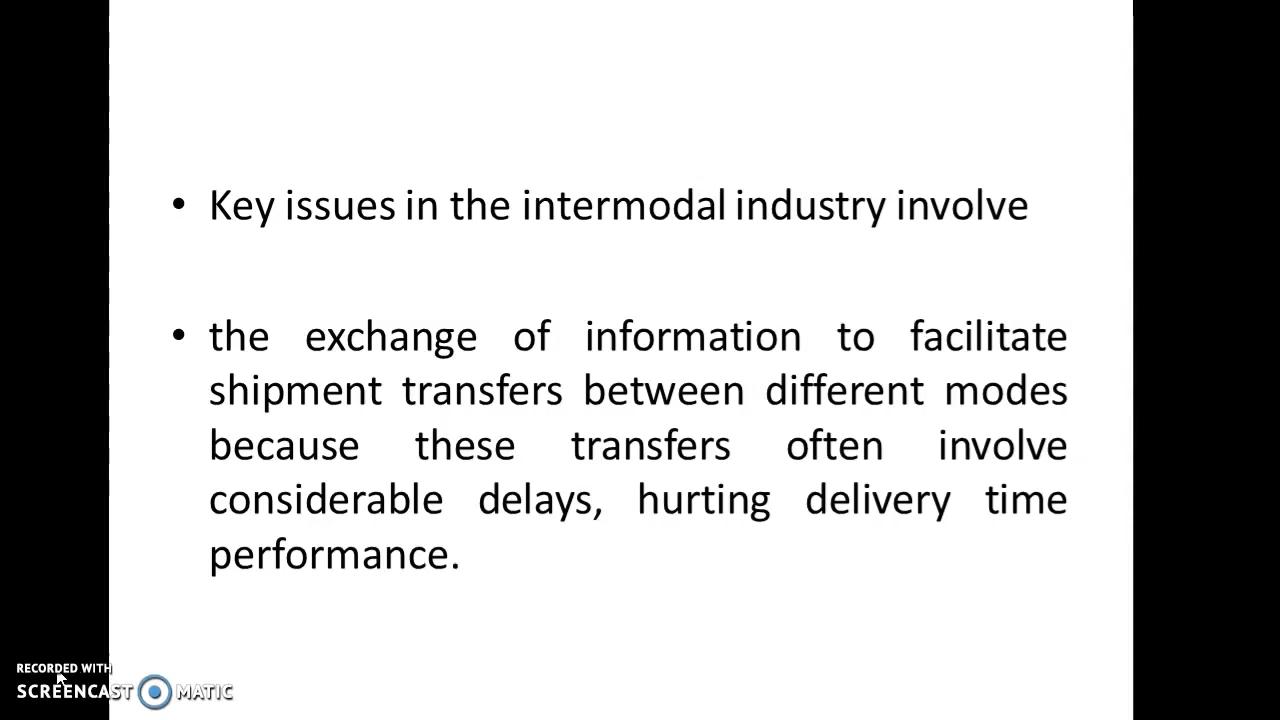 • Key issues in the intermodal industry involve
• the exchange of information to facilitate
shipment transfers between different modes
because these transfers often involve
considerable delays, hurting delivery time
performance.
RECORDED WITH
SCREENCAST MATIC